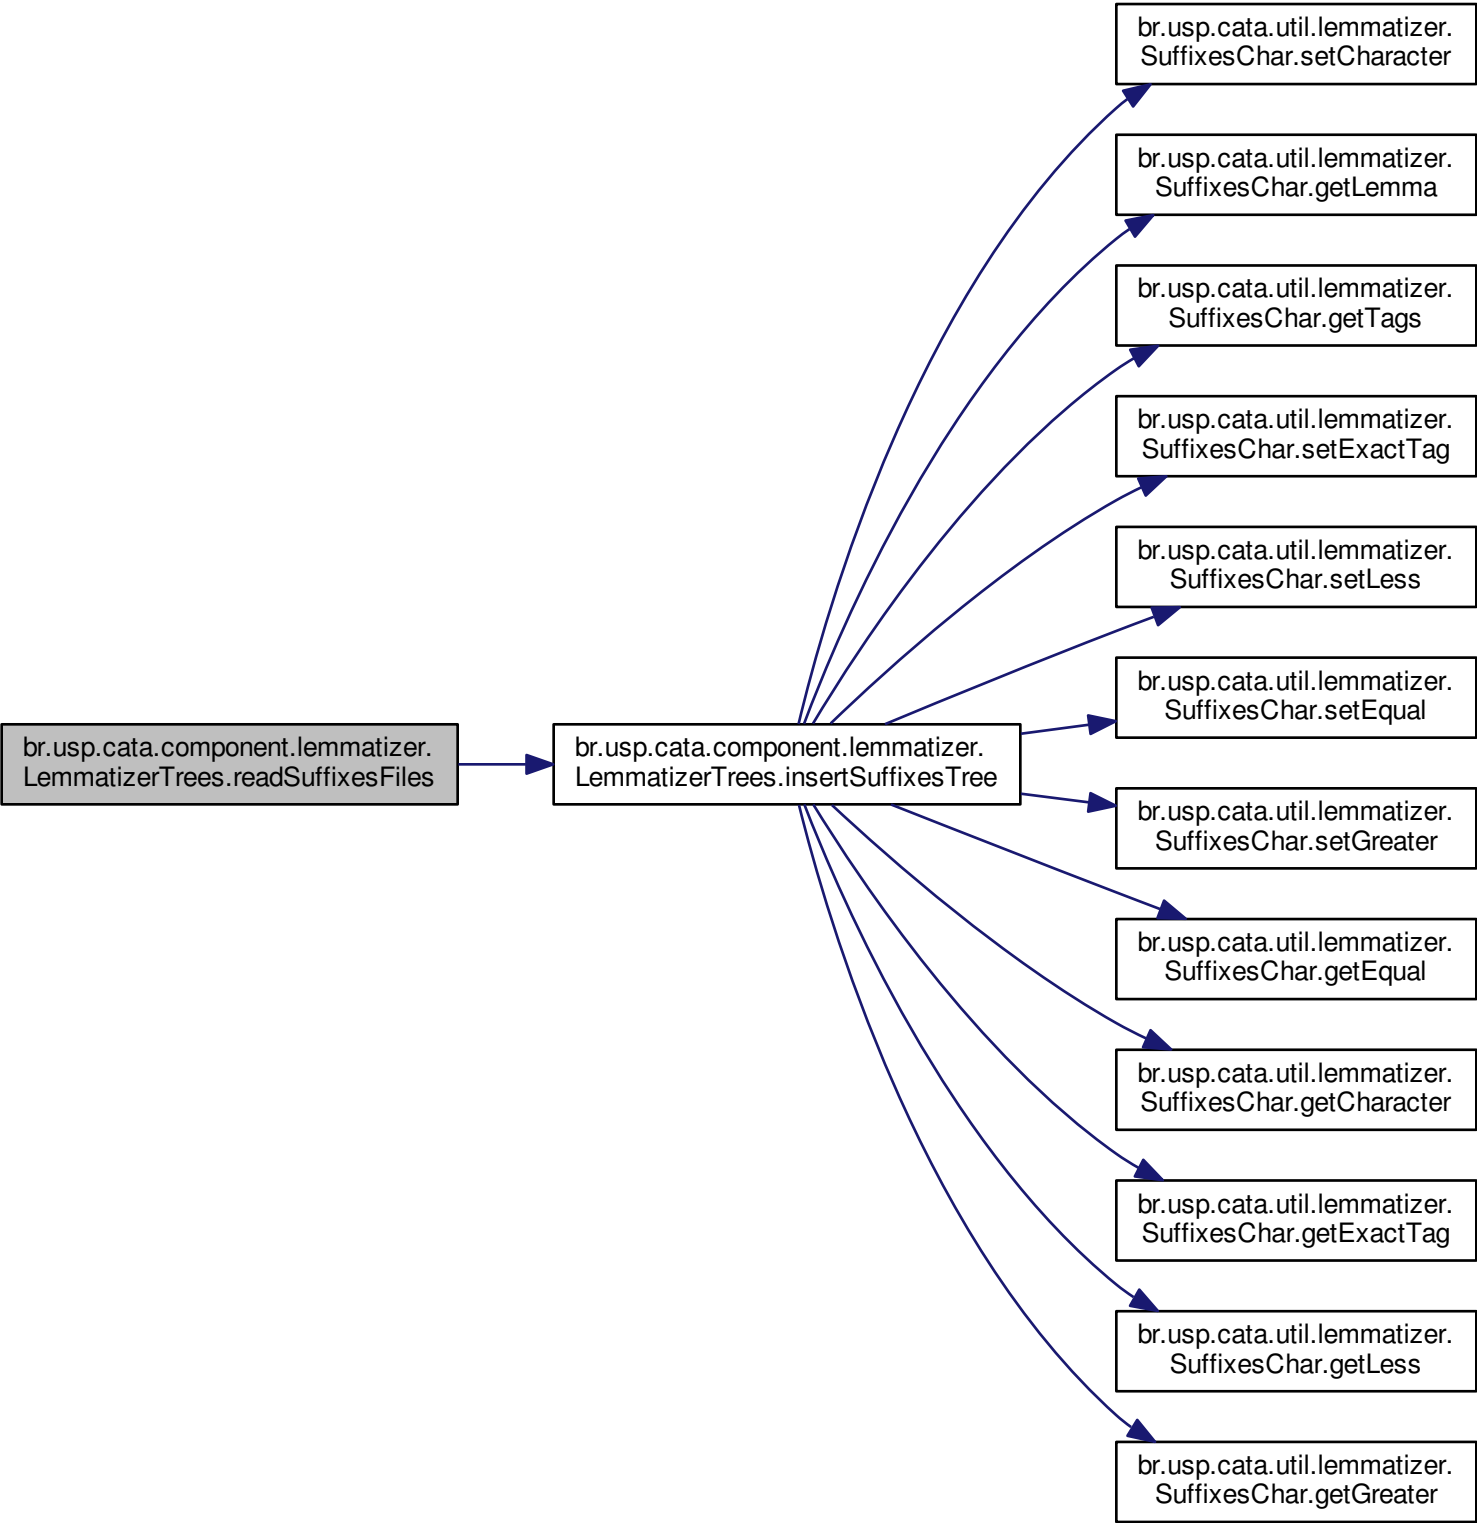 br.usp.cata.component.lemmatizer.
LemmatizerTrees.readSuffixesFiles
br.usp.cata.component.lemmatizer.
LemmatizerTrees.insertSuffixesTree
br.usp.cata.util.lemmatizer.
SuffixesChar.setCharacter
br.usp.cata.util.lemmatizer.
SuffixesChar.getLemma
br.usp.cata.util.lemmatizer.
SuffixesChar.getTags
br.usp.cata.util.lemmatizer.
SuffixesChar.setExactTag
br.usp.cata.util.lemmatizer.
SuffixesChar.setLess
br.usp.cata.util.lemmatizer.
SuffixesChar.setEqual
br.usp.cata.util.lemmatizer.
SuffixesChar.setGreater
br.usp.cata.util.lemmatizer.
SuffixesChar.getEqual
br.usp.cata.util.lemmatizer.
SuffixesChar.getCharacter
br.usp.cata.util.lemmatizer.
SuffixesChar.getExactTag
br.usp.cata.util.lemmatizer.
SuffixesChar.getLess
br.usp.cata.util.lemmatizer.
SuffixesChar.getGreater